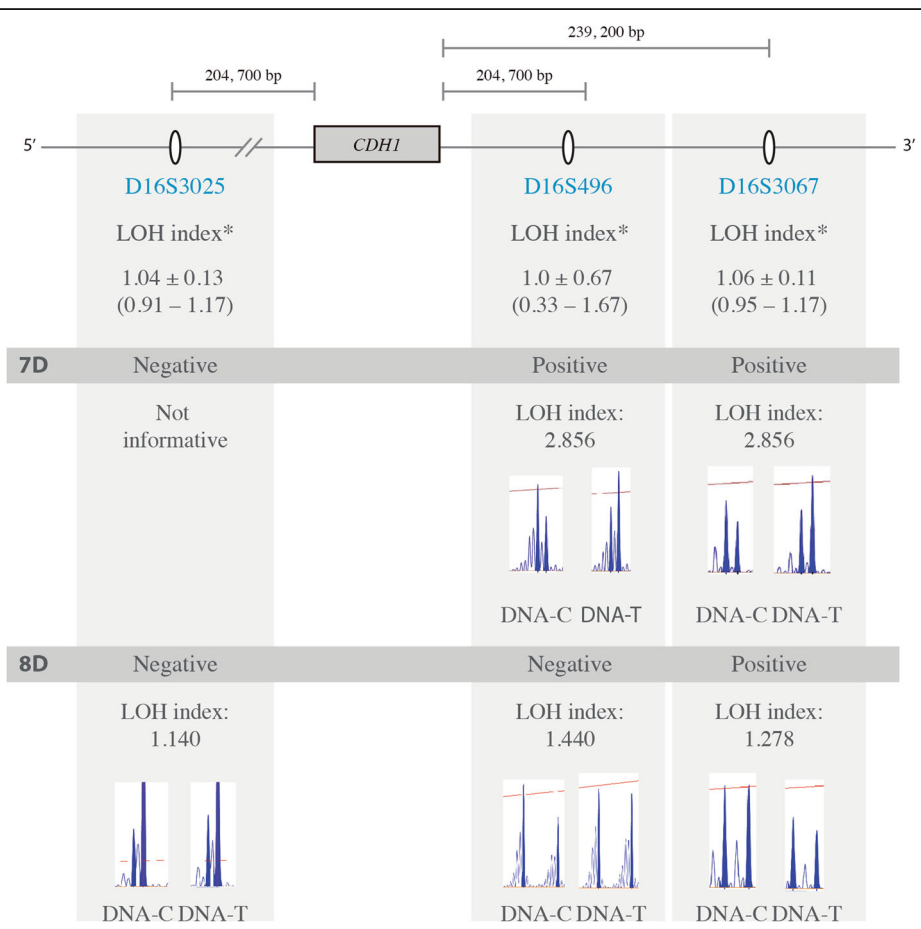 239, 200 bp
204, 700 bp
204, 700 bp
5′
CDH1
3′
D16S3025
D16S496
D16S3067
LOH index*
LOH index*
LOH index*
1.04 ± 0.13
1.0 ± 0.67
1.06 ± 0.11
(0.91 – 1.17)
(0.33 – 1.67)
(0.95 – 1.17)
7D
Negative
Positive
Positive
Not
informative
LOH index:
2.856
LOH index:
2.856
DNA-C DNA-T
DNA-C DNA-T
8D
Negative
Negative
Positive
LOH index:
1.140
LOH index:
1.440
LOH index:
1.278
DNA-C DNA-T
DNA-C DNA-T
DNA-C DNA-T